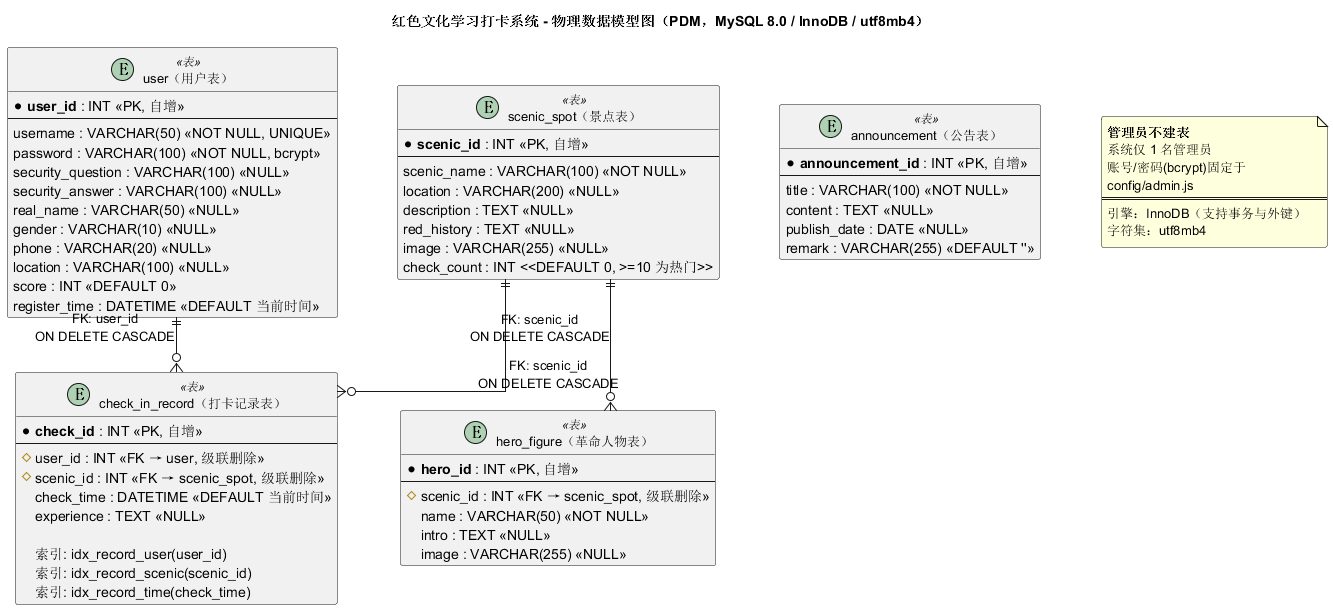 红色文化学习打卡系统 - 物理数据模型图（PDM，MySQL 8.0 / InnoDB / utf8mb4）
E
«表»
user（用户表）
user_id : INT «PK, 自增»
username : VARCHAR(50) «NOT NULL, UNIQUE»
password : VARCHAR(100) «NOT NULL, bcrypt»
security_question : VARCHAR(100) «NULL»
security_answer : VARCHAR(100) «NULL»
real_name : VARCHAR(50) «NULL»
gender : VARCHAR(10) «NULL»
phone : VARCHAR(20) «NULL»
location : VARCHAR(100) «NULL»
score : INT «DEFAULT 0»
register_time : DATETIME «DEFAULT 当前时间»
E
«表»
scenic_spot（景点表）
scenic_id : INT «PK, 自增»
scenic_name : VARCHAR(100) «NOT NULL»
location : VARCHAR(200) «NULL»
description : TEXT «NULL»
red_history : TEXT «NULL»
image : VARCHAR(255) «NULL»
check_count : INT <<DEFAULT 0, >=10 为热门>>
E
«表»
announcement（公告表）
announcement_id : INT «PK, 自增»
title : VARCHAR(100) «NOT NULL»
content : TEXT «NULL»
publish_date : DATE «NULL»
remark : VARCHAR(255) «DEFAULT ''»
管理员不建表
系统仅 1 名管理员
账号/密码(bcrypt)固定于
config/admin.js
引擎：InnoDB（支持事务与外键）
字符集：utf8mb4
FK: user_id
ON DELETE CASCADE
FK: scenic_id
ON DELETE CASCADE
FK: scenic_id
ON DELETE CASCADE
E
«表»
check_in_record（打卡记录表）
check_id : INT «PK, 自增»
user_id : INT «FK → user, 级联删除»
scenic_id : INT «FK → scenic_spot, 级联删除»
check_time : DATETIME «DEFAULT 当前时间»
experience : TEXT «NULL»
索引: idx_record_user(user_id)
索引: idx_record_scenic(scenic_id)
索引: idx_record_time(check_time)
E
«表»
hero_figure（革命人物表）
hero_id : INT «PK, 自增»
scenic_id : INT «FK → scenic_spot, 级联删除»
name : VARCHAR(50) «NOT NULL»
intro : TEXT «NULL»
image : VARCHAR(255) «NULL»